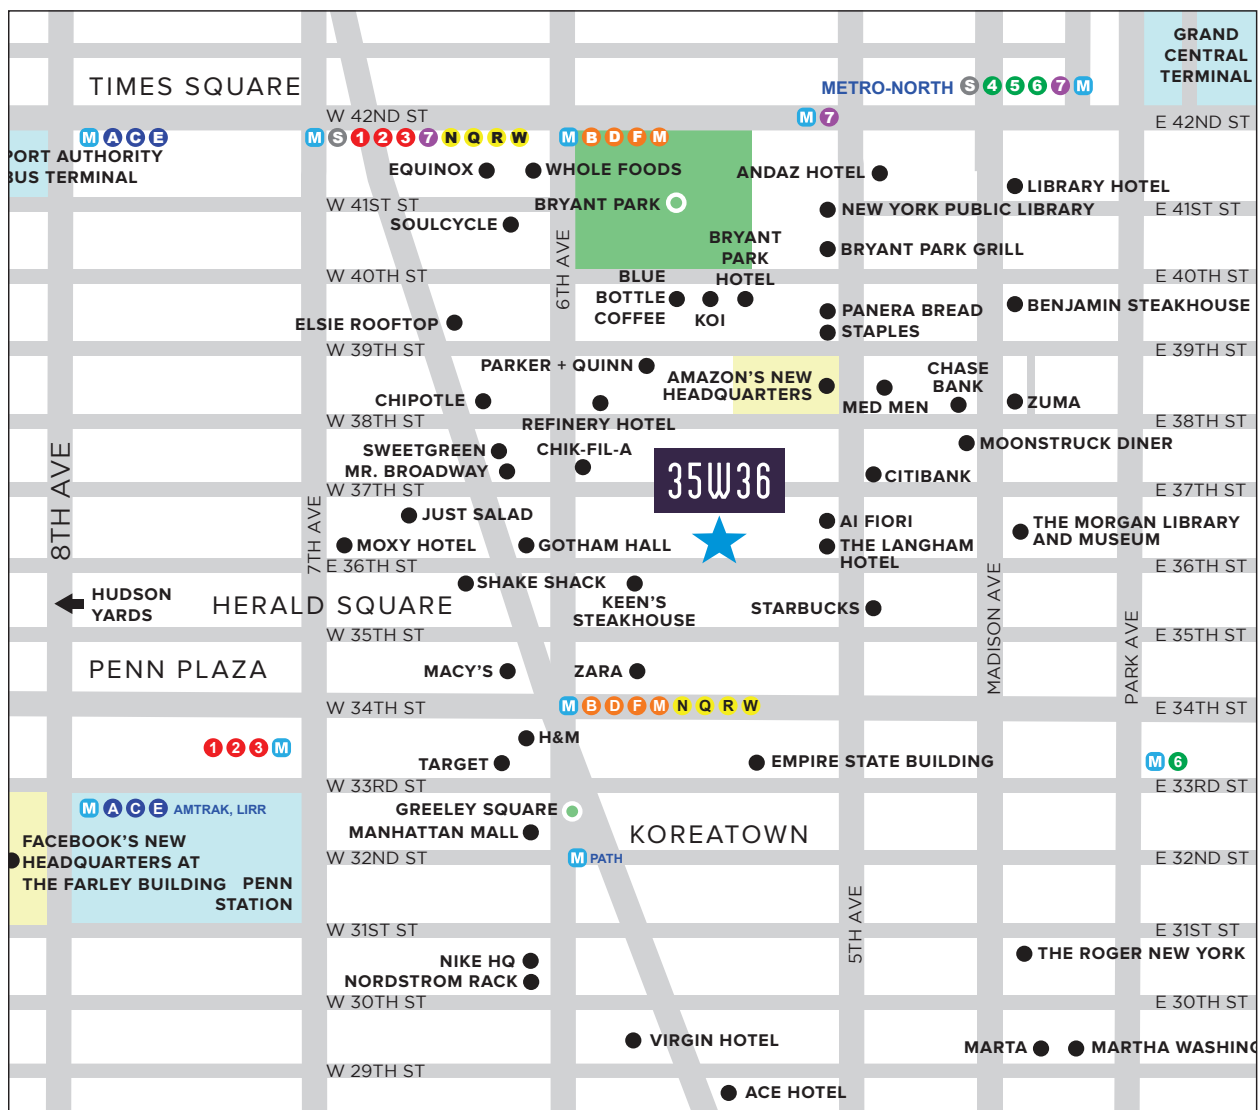 GRAND
CENTRAL
TERMINAL
TIMES SQUARE
METRO-NORTH S 4 5 6 7 M
W 42ND ST
M 7
E 42ND ST
M A C E
M S 1 2 3 7 N Q R W
M B D F M
PORT AUTHORITY
BUS TERMINAL
EQUINOX
WHOLE FOODS
ANDAZ HOTEL
LIBRARY HOTEL
W 41ST ST
BRYANT PARK
NEW YORK PUBLIC LIBRARY
E 41ST ST
SOULCYCLE
6TH AVE
BRYANT
PARK
HOTEL
BRYANT PARK GRILL
W 40TH ST
E 40TH ST
BLUE
BOTTLE
COFFEE
KOI
PANERA BREAD
BENJAMIN STEAKHOUSE
ELSIE ROOFTOP
STAPLES
W 39TH ST
E 39TH ST
PARKER + QUINN
AMAZON'S NEW
HEADQUARTERS
CHASE
BANK
CHIPOTLE
MED MEN
ZUMA
REFINERY HOTEL
W 38TH ST
E 38TH ST
8TH AVE
SWEETGREEN
CHIK-FIL-A
MOONSTRUCK DINER
MR. BROADWAY
35W36
CITIBANK
W 37TH ST
E 37TH ST
7TH AVE
JUST SALAD
AI FIORI
THE MORGAN LIBRARY
AND MUSEUM
MOXY HOTEL
GOTHAM HALL
THE LANGHAM
HOTEL
E 36TH ST
E 36TH ST
HUDSON
YARDS
HERALD SQUARE
SHAKE SHACK
KEEN'S
STEAKHOUSE
STARBUCKS
MADISON AVE
PARK AVE
W 35TH ST
E 35TH ST
PENN PLAZA
MACY'S
ZARA
W 34TH ST
M B D F M N Q R W
E 34TH ST
1 2 3 M
H&M
TARGET
EMPIRE STATE BUILDING
M 6
W 33RD ST
E 33RD ST
M A C E AMTRAK, LIRR
GREELEY SQUARE
MANHATTAN MALL
KOREATOWN
FACEBOOK'S NEW
HEADQUARTERS AT
THE FARLEY BUILDING
PENN
STATION
W 32ND ST
M PATH
E 32ND ST
5TH AVE
W 31ST ST
E 31ST ST
NIKE HQ
THE ROGER NEW YORK
NORDSTROM RACK
W 30TH ST
E 30TH ST
VIRGIN HOTEL
MARTA
MARTHA WASHING
W 29TH ST
E 29TH ST
ACE HOTEL